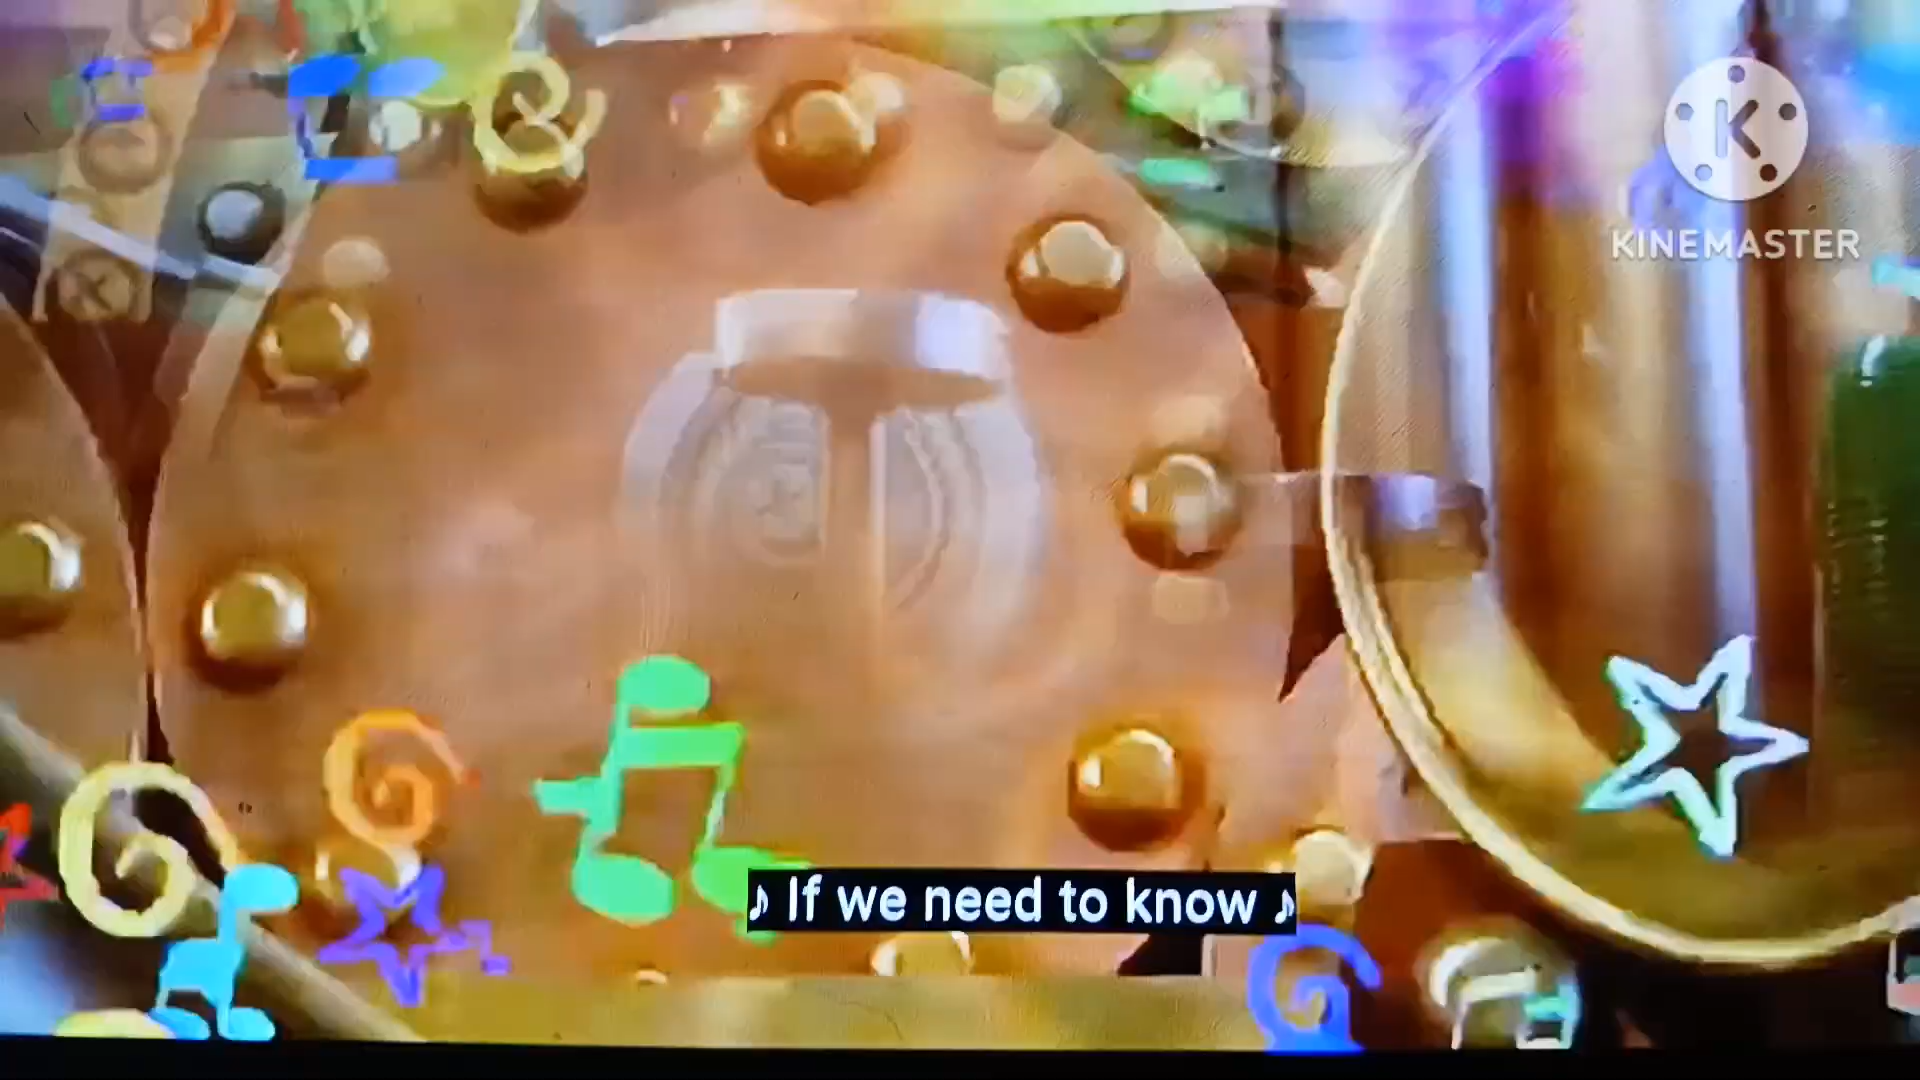 K
KINEMASTER
♪ If we need to know ♪